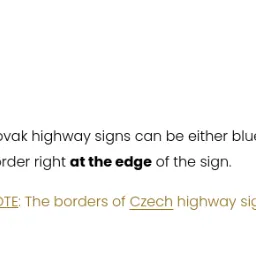 ovak highway signs can be either blue
rder right at the edge of the sign.
OTE: The borders of Czech highway sig